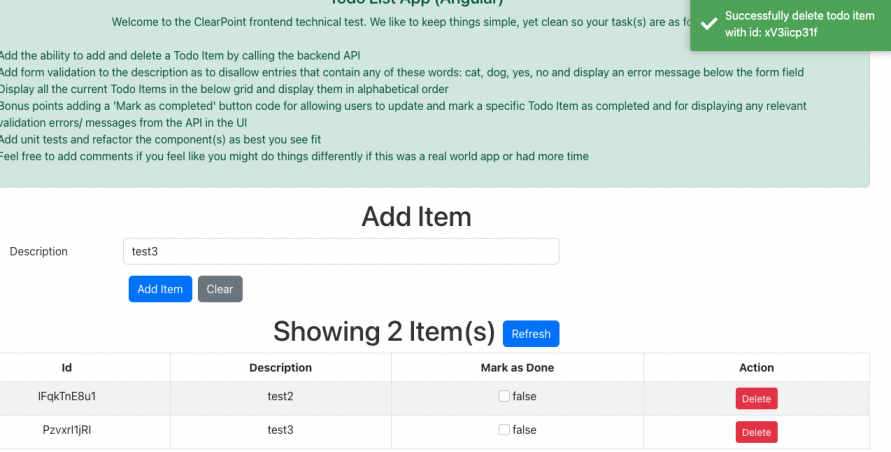 Todo List App (Angular)
Welcome to the ClearPoint frontend technical test. We like to keep things simple, yet clean so your task(s) are as
Successfully delete todo item
with id: xV3iicp31f
Add the ability to add and delete a Todo Item by calling the backend API
Add form validation to the description as to disallow entries that contain any of these words: cat, dog, yes, no and display an error message below the form field
Display all the current Todo Items in the below grid and display them in alphabetical order
Bonus points adding a 'Mark as completed' button code for allowing users to update and mark a specific Todo Item as completed and for displaying any relevant
validation errors/ messages from the API in the UI
Add unit tests and refactor the component(s) as best you see fit
Feel free to add comments if you feel like you might do things differently if this was a real world app or had more time
Add Item
Description test3
Add Item Clear
Showing 2 Item(s) Refresh
Id Description Mark as Done Action
lFqkTnE8u1 test2 false Delete
PzvxrI1jRI test3 false Delete